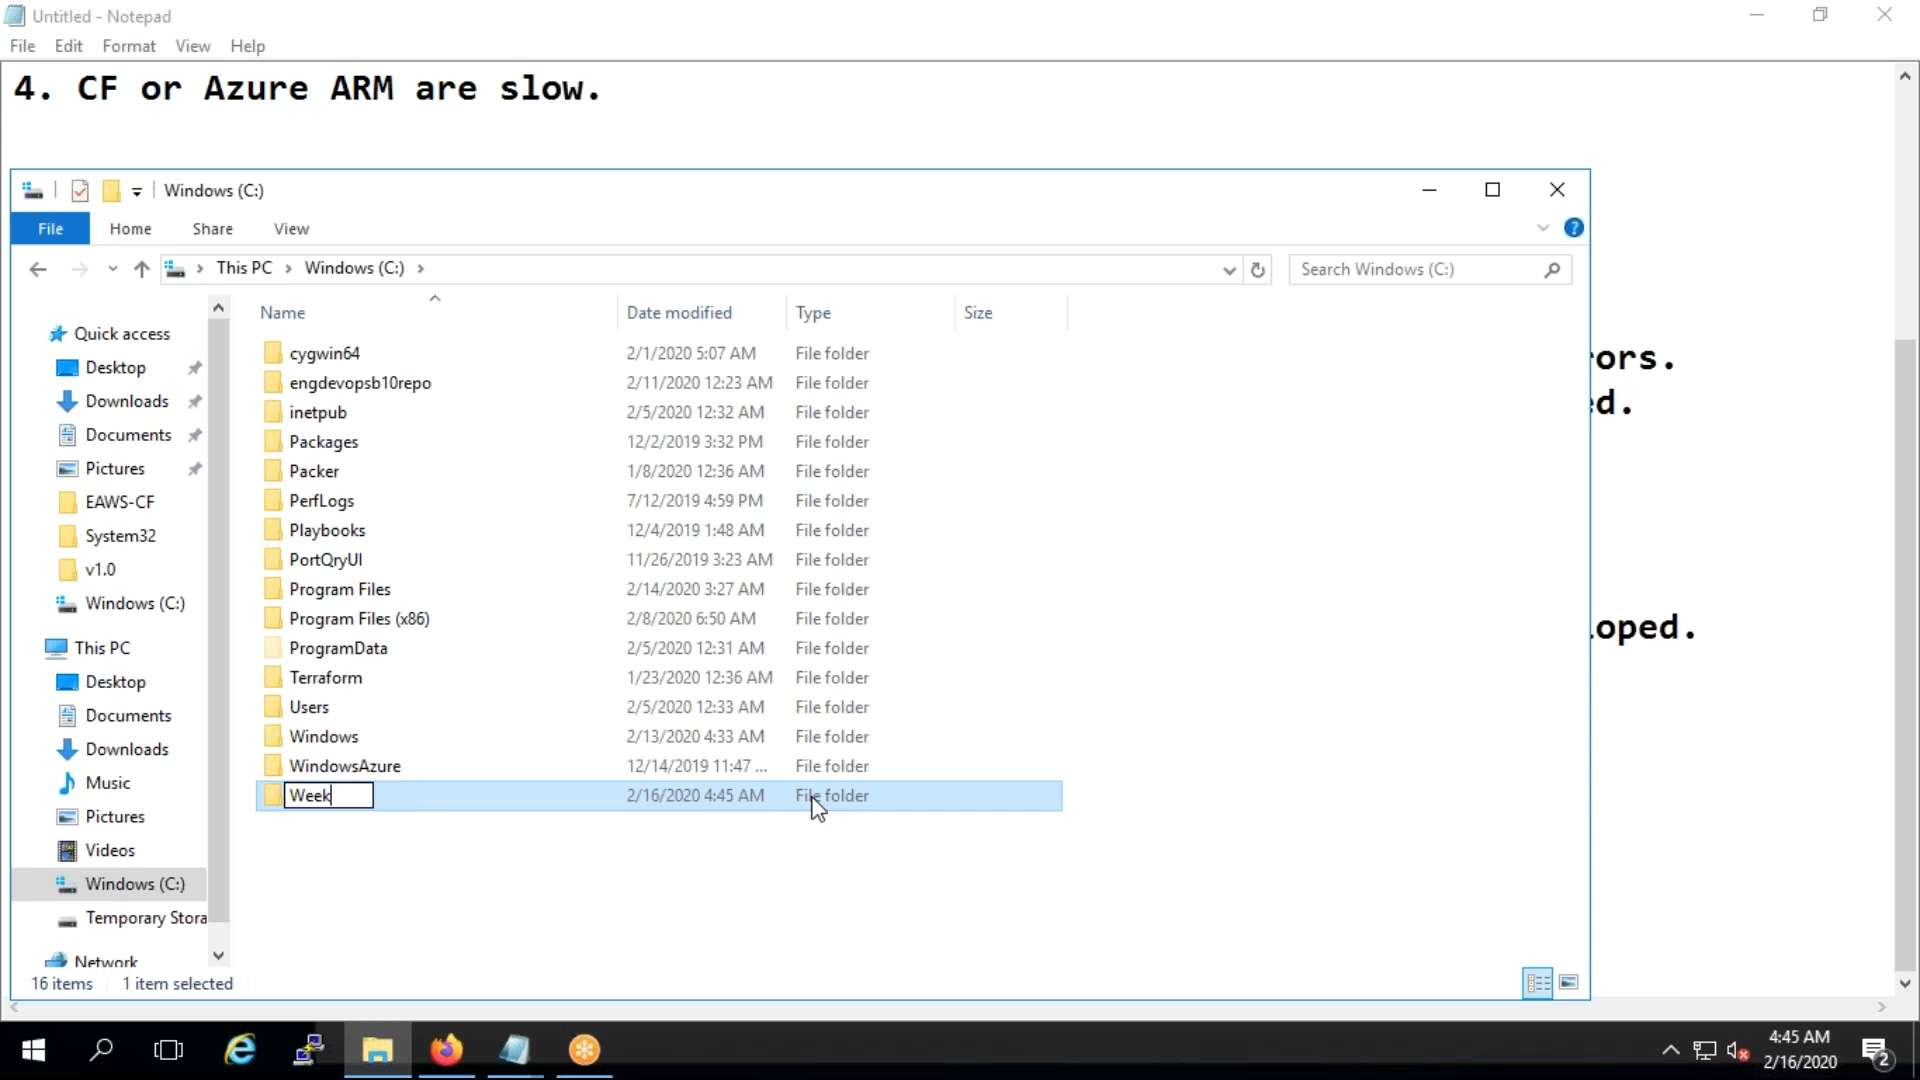 Untitled - Notepad
File Edit Format View Help
4. CF or Azure ARM are slow.
Windows (C:)
File Home Share View
This PC Windows (C:)
Search Windows (C:)
Name Date modified Type Size
Quick access
Desktop
Downloads
Documents
Pictures
EAWS-CF
System32
v1.0
Windows (C:)
This PC
Desktop
Documents
Downloads
Music
Pictures
Videos
Windows (C:)
Temporary Stora
Network
cygwin64 2/1/2020 5:07 AM File folder
engdevopsb10repo 2/11/2020 12:23 AM File folder
inetpub 2/5/2020 12:32 AM File folder
Packages 12/2/2019 3:32 PM File folder
Packer 1/8/2020 12:36 AM File folder
PerfLogs 7/12/2019 4:59 PM File folder
Playbooks 12/4/2019 1:48 AM File folder
PortQryUI 11/26/2019 3:23 AM File folder
Program Files 2/14/2020 3:27 AM File folder
Program Files (x86) 2/8/2020 6:50 AM File folder
ProgramData 2/5/2020 12:31 AM File folder
Terraform 1/23/2020 12:36 AM File folder
Users 2/5/2020 12:33 AM File folder
Windows 2/13/2020 4:33 AM File folder
WindowsAzure 12/14/2019 11:47 ... File folder
Week 2/16/2020 4:45 AM File folder
rors.
ed.
loped.
16 items 1 item selected
4:45 AM
2/16/2020
2